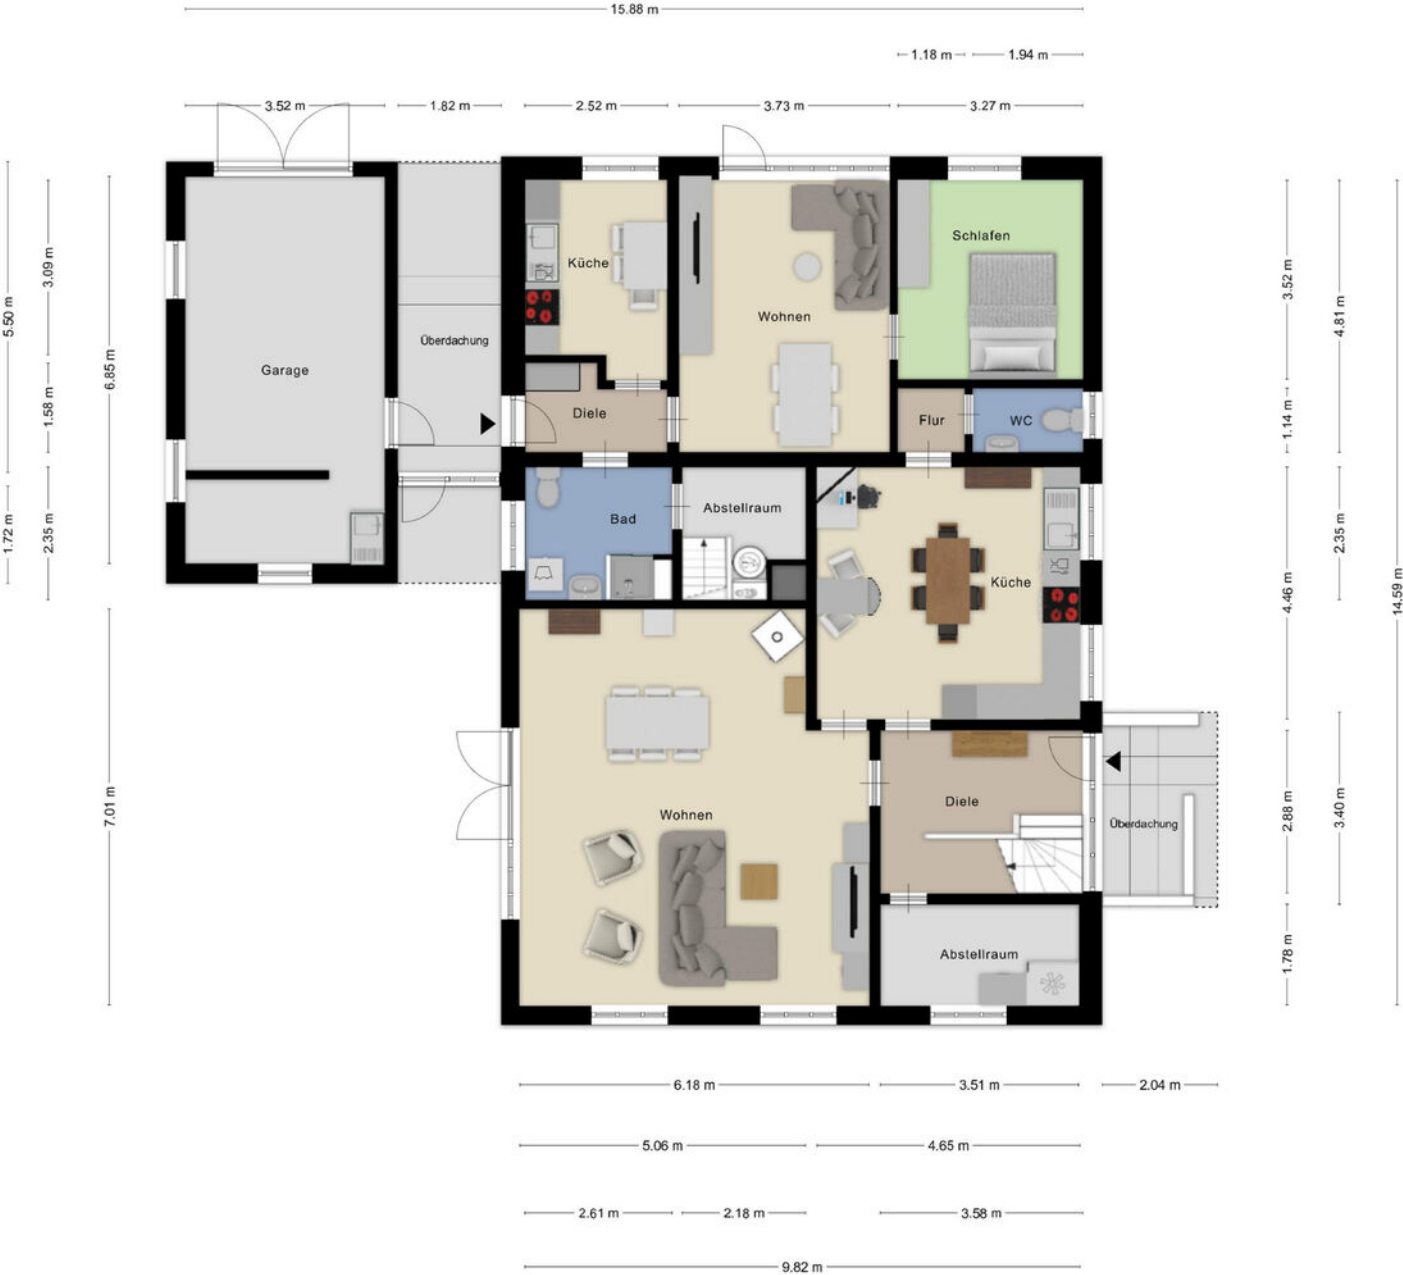 15.88 m
1.18 m
1.94 m
3.52 m
1.82 m
2.52 m
3.73 m
3.27 m
5.50 m
3.09 m
6.85 m
1.58 m
1.72 m
2.35 m
7.01 m
Schlafen
Küche
Wohnen
Überdachung
Garage
Diele
Flur
WC
Bad
Abstellraum
Küche
Wohnen
Diele
Überdachung
Abstellraum
3.52 m
4.81 m
1.14 m
2.35 m
4.46 m
14.59 m
2.88 m
3.40 m
1.78 m
6.18 m
3.51 m
2.04 m
5.06 m
4.65 m
2.61 m
2.18 m
3.58 m
9.82 m